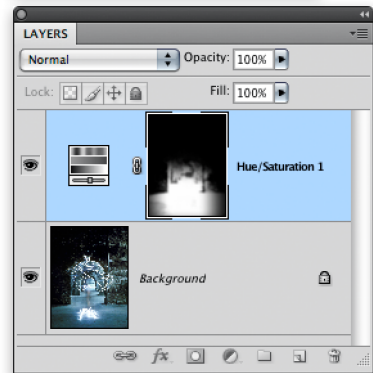 LAYERS
Normal Opacity: 100%
Lock: Fill: 100%
Hue/Saturation 1
Background
fx